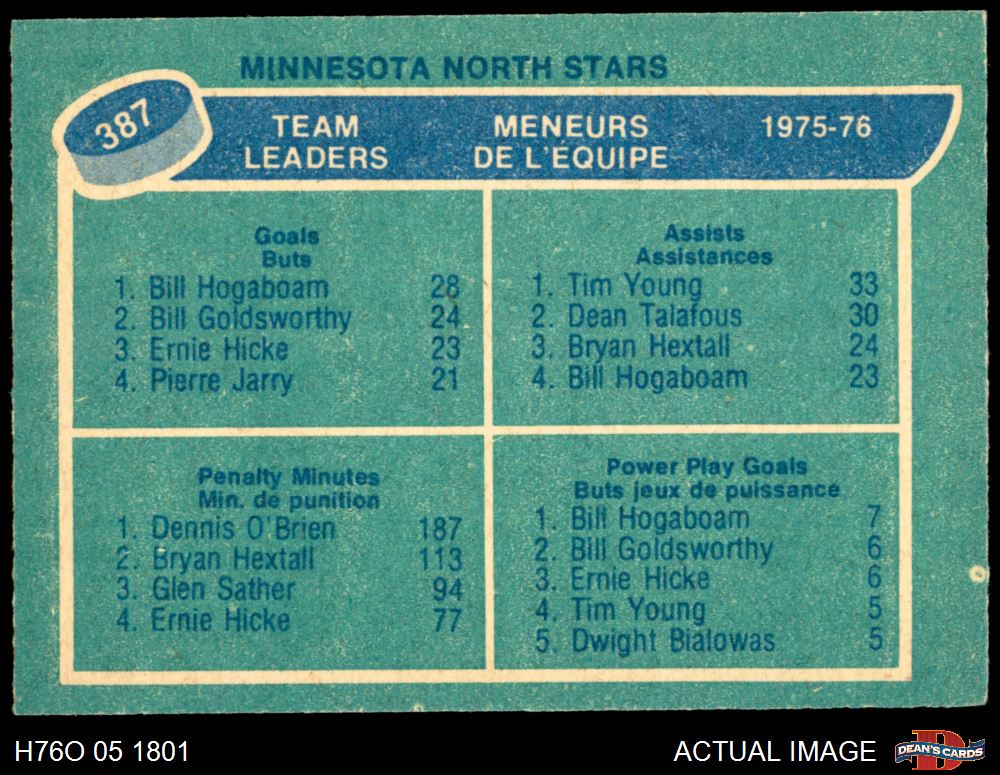 MINNESOTA NORTH STARS
387
TEAM LEADERS
MENEURS DE L'ÉQUIPE
1975-76
Goals
Buts
1. Bill Hogaboam 28
2. Bill Goldsworthy 24
3. Ernie Hicke 23
4. Pierre Jarry 21
Assists
Assistances
1. Tim Young 33
2. Dean Talafous 30
3. Bryan Hextall 24
4. Bill Hogaboam 23
Penalty Minutes
Min. de punition
1. Dennis O'Brien 187
2. Bryan Hextall 113
3. Glen Sather 94
4. Ernie Hicke 77
Power Play Goals
Buts jeux de puissance
1. Bill Hogaboam 7
2. Bill Goldsworthy 6
3. Ernie Hicke 6
4. Tim Young 5
5. Dwight Bialowas 5
H76O 05 1801
ACTUAL IMAGE
DEAN'S CARDS